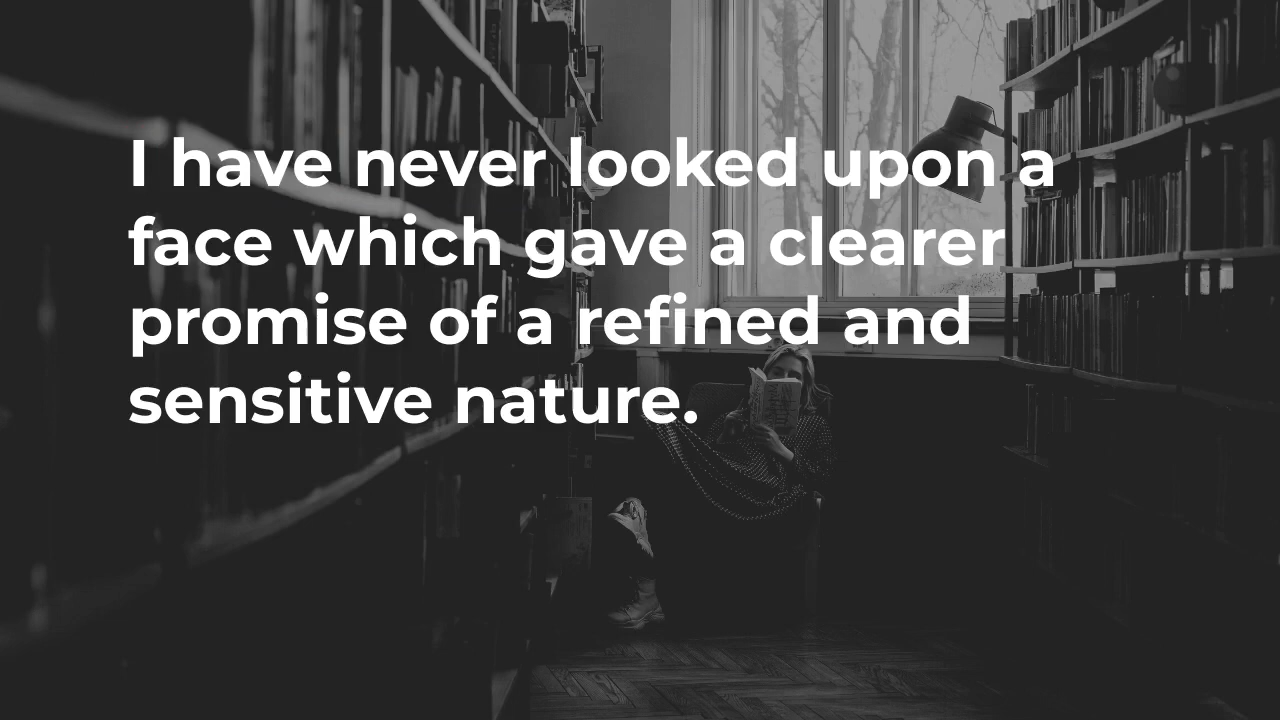 I have never looked upon a
face which gave a clearer
promise of a refined and
sensitive nature.